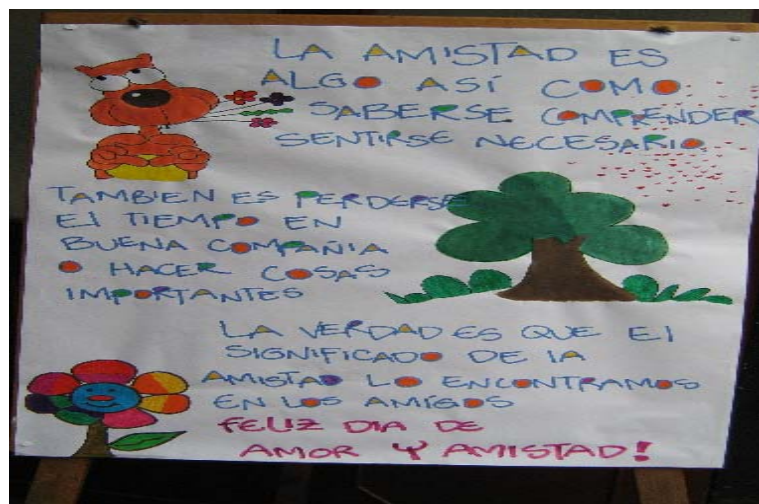 LA AMISTAD ES
ALGO ASÍ COMO
SABERSE COMPRENDER
SENTIRSE NECESARIO
TAMBIEN ES PERDERSE
El TIEMPO EN
BUENA COMPAÑIA
O HACER COSAS
IMPORTANTES
LA VERDAD ES QUE El
SIGNIFICADO DE lA
AMISTAD LO ENCONTRAMOS
EN LOS AMIGOS
FELIZ DIA DE
AMOR Y AMISTAD!